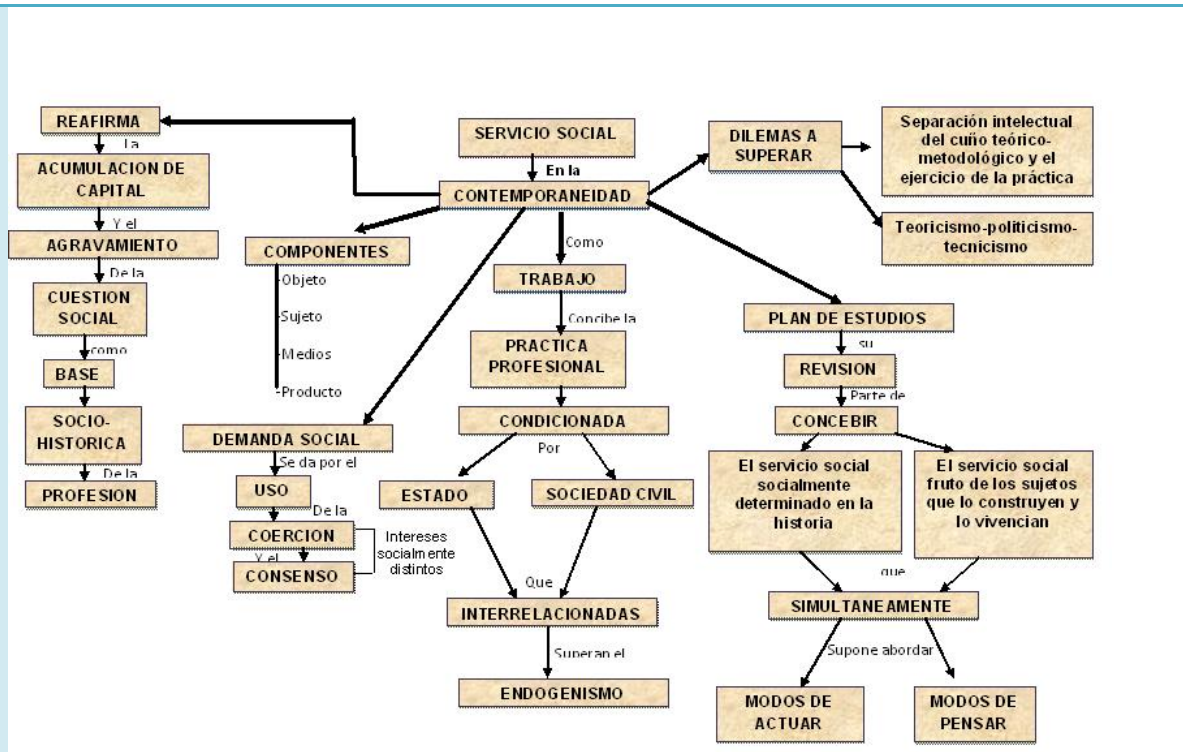 REAFIRMA
La
ACUMULACION DE
CAPITAL
Y el
AGRAVAMIENTO
De la
CUESTION
SOCIAL
como
BASE
SOCIO-
HISTORICA
De la
PROFESION
SERVICIO SOCIAL
En la
CONTEMPORANEIDAD
COMPONENTES
-Objeto
-Sujeto
-Medios
-Producto
DEMANDA SOCIAL
Se da por el
USO
De la
COERCION
Y el
CONSENSO
Intereses
socialmente
distintos
Como
TRABAJO
Concibe la
PRACTICA
PROFESIONAL
CONDICIONADA
Por
ESTADO
SOCIEDAD CIVIL
Que
INTERRELACIONADAS
Superan el
ENDOGENISMO
DILEMAS A
SUPERAR
Separación intelectual
del cuño teórico-
metodológico y el
ejercicio de la práctica
Teoricismo-politicismo-
tecnicismo
PLAN DE ESTUDIOS
su
REVISION
Parte de
CONCEBIR
El servicio social
socialmente
determinado en la
historia
El servicio social
fruto de los sujetos
que lo construyen y
lo vivencian
que
SIMULTANEAMENTE
Supone abordar
MODOS DE
ACTUAR
MODOS DE
PENSAR